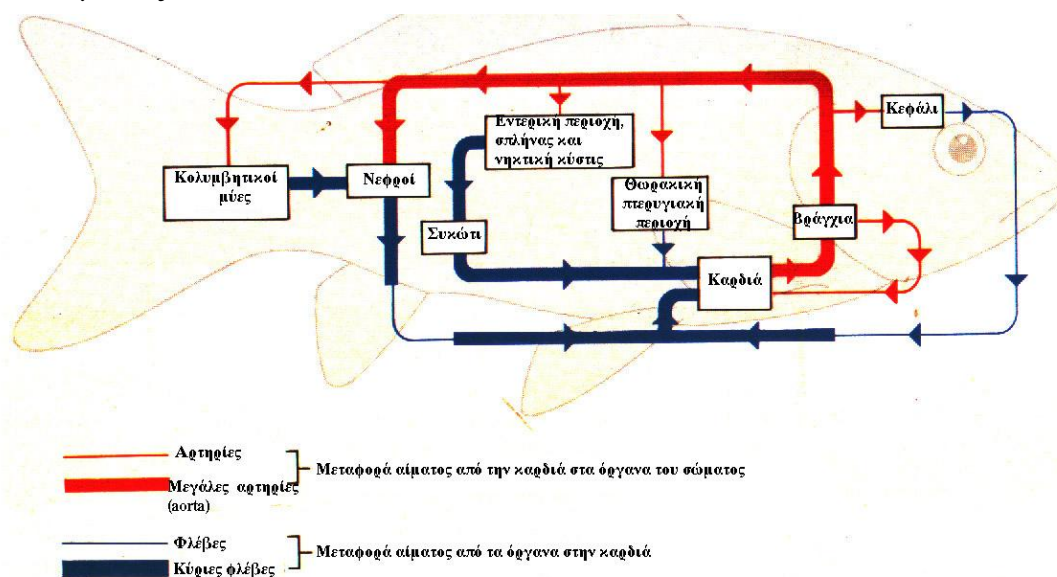 Κεφάλι
Εντερική περιοχή,
σπλήνας και
νηκτική κύστις
Κολυμβητικοί
μύες
Νεφροί
Θωρακική
πτερυγιακή
περιοχή
Βράγχια
Συκώτι
Καρδιά
Αρτηρίες
Μεταφορά αίματος από την καρδιά στα όργανα του σώματος
Μεγάλες αρτηρίες
(aorta)
Φλέβες
Μεταφορά αίματος από τα όργανα στην καρδιά
Κύριες φλέβες